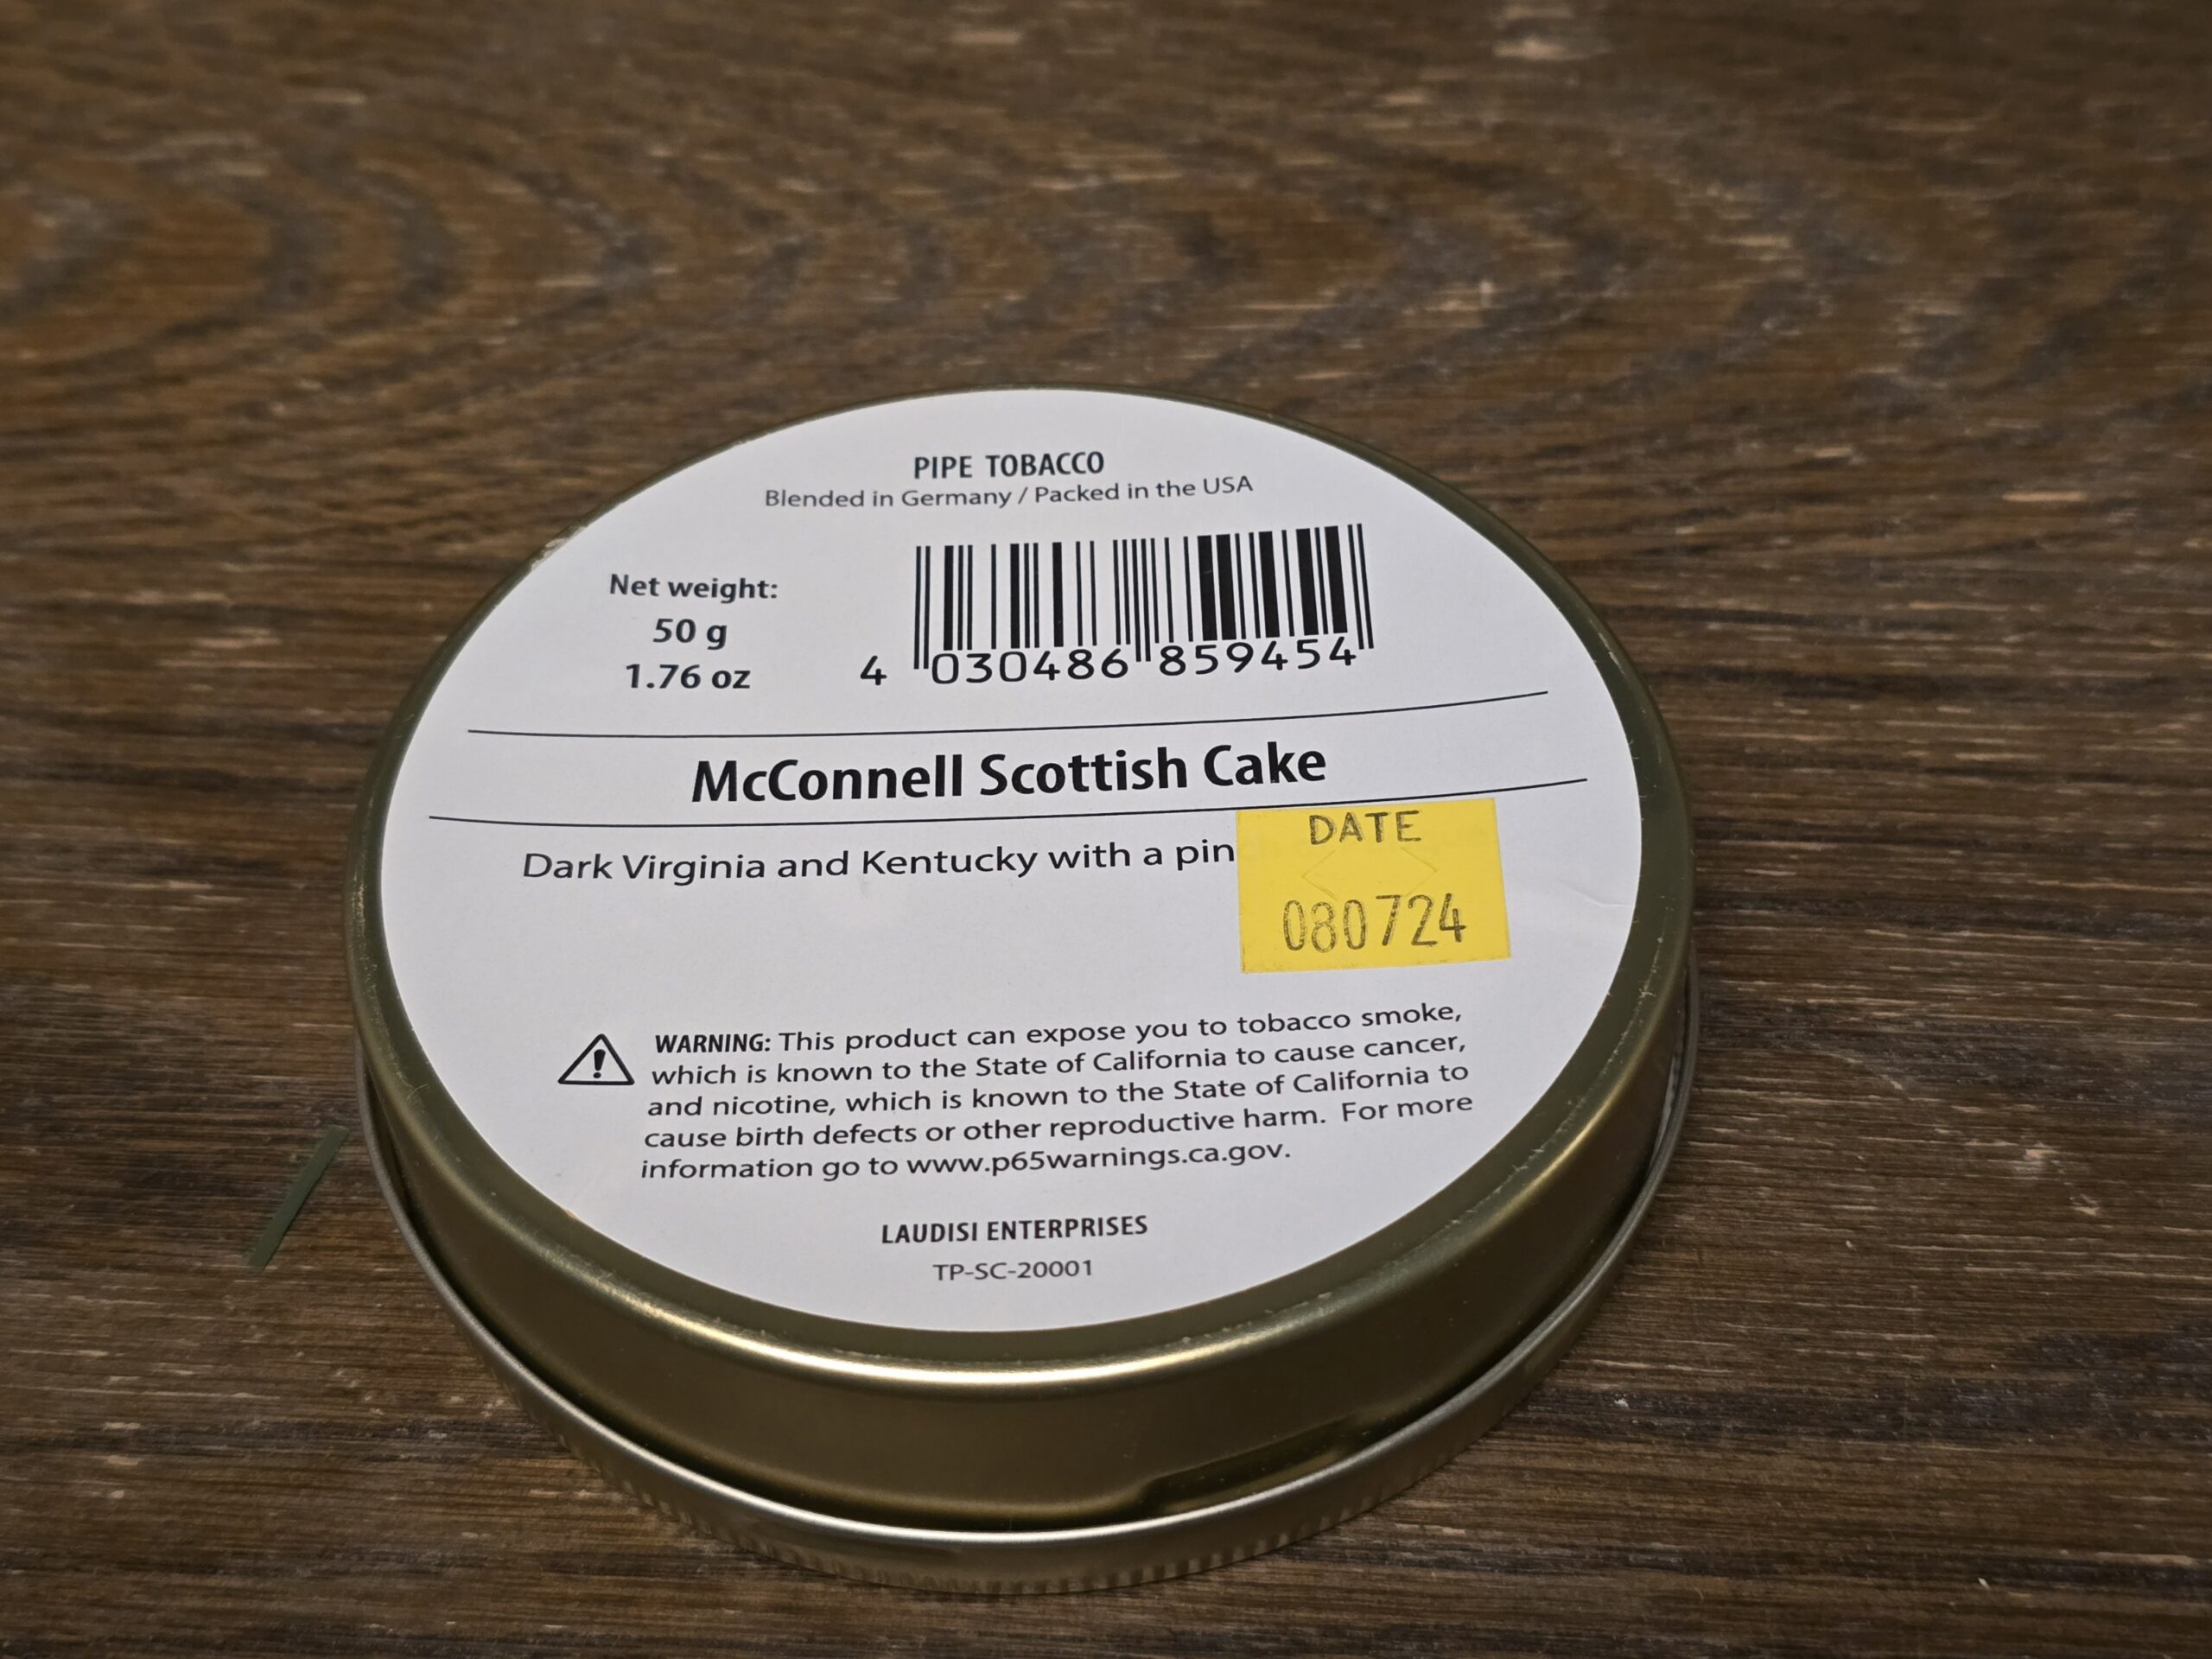 PIPE TOBACCO
Blended in Germany / Packed in the USA
Net weight:
50 g
1.76 oz
4 030486 859454
McConnell Scottish Cake
Dark Virginia and Kentucky with a pin
DATE
080724
WARNING: This product can expose you to tobacco smoke,
which is known to the State of California to cause cancer,
and nicotine, which is known to the State of California to
cause birth defects or other reproductive harm. For more
information go to www.p65warnings.ca.gov.
LAUDISI ENTERPRISES
TP-SC-20001